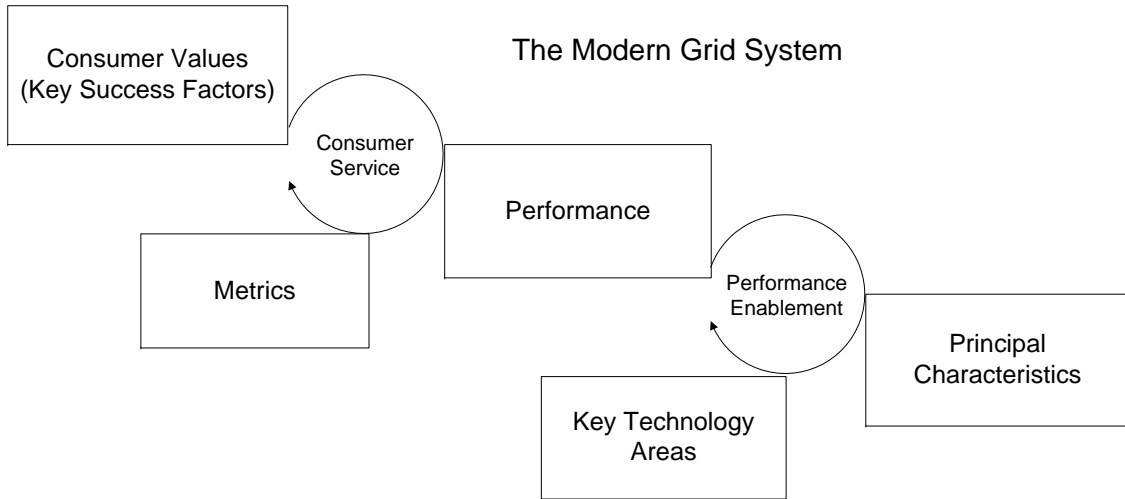 Consumer Values
(Key Success Factors)
The Modern Grid System
Consumer
Service
Performance
Metrics
Performance
Enablement
Principal
Characteristics
Key Technology
Areas